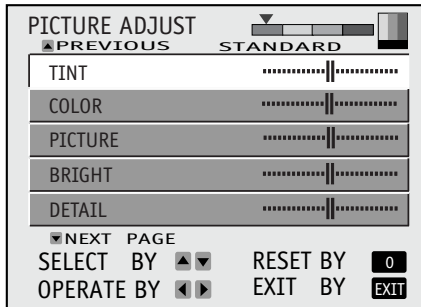 PICTURE ADJUST
PREVIOUS STANDARD
TINT
COLOR
PICTURE
BRIGHT
DETAIL
NEXT PAGE
SELECT BY RESET BY 0
OPERATE BY EXIT BY EXIT